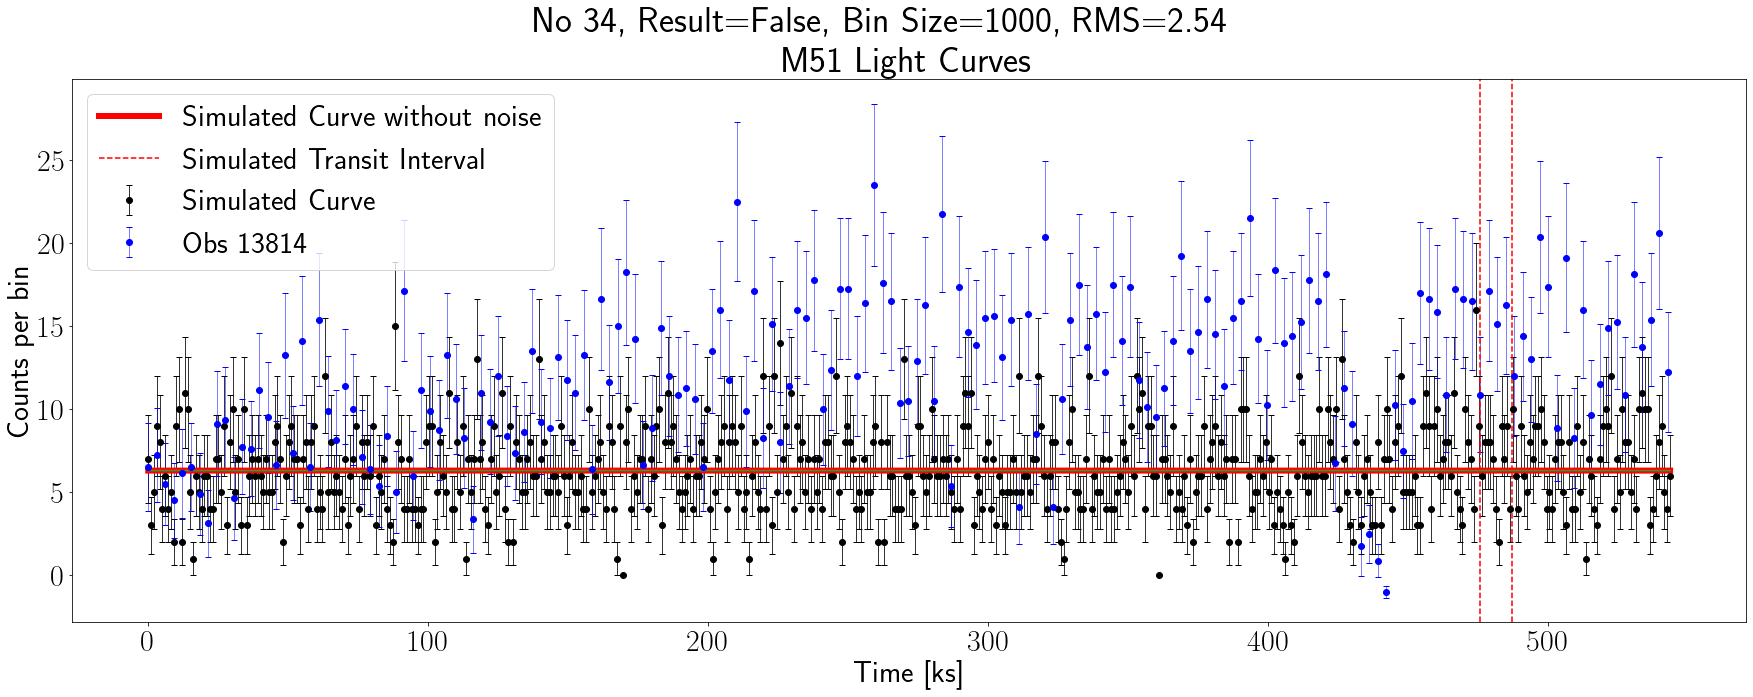 No 34, Result=False, Bin Size=1000, RMS=2.54
M51 Light Curves
Simulated Curve without noise
Simulated Transit Interval
Simulated Curve
Obs 13814
Counts per bin
25
20
15
10
5
0
0 100 200 300 400 500
Time [ks]